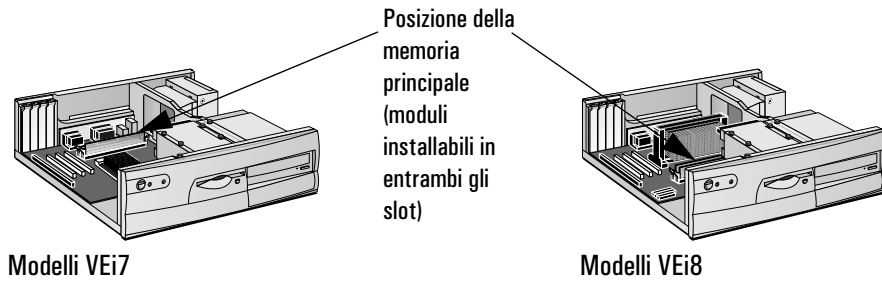 Posizione della
memoria
principale
(moduli
installabili in
entrambi gli
slot)
Modelli VEi7
Modelli VEi8